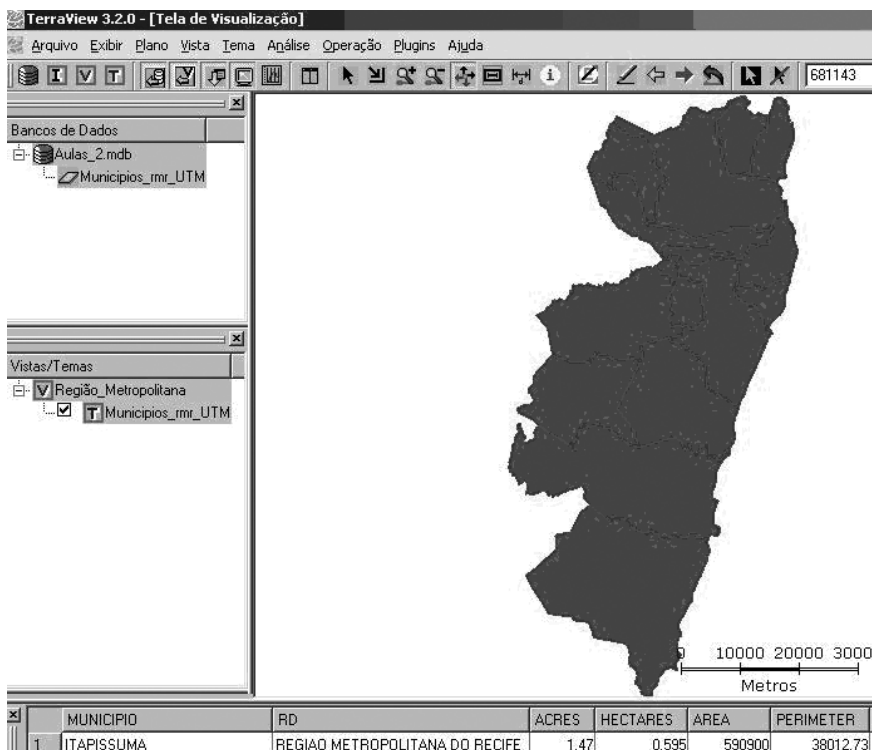 TerraView 3.2.0 - [Tela de Visualização]
Arquivo Exibir Plano Vista Tema Análise Operação Plugins Ajuda
I V T i 681143
Bancos de Dados
Aulas_2.mdb
Municipios_rmr_UTM
Vistas/Temas
V Região_Metropolitana
T Municipios_rmr_UTM
0 10000 20000 3000
Metros
MUNICIPIO RD ACRES HECTARES AREA PERIMETER
1 ITAPISSUMA REGIAO METROPOLITANA DO RECIFE 1.47 0.595 590900 38012.73